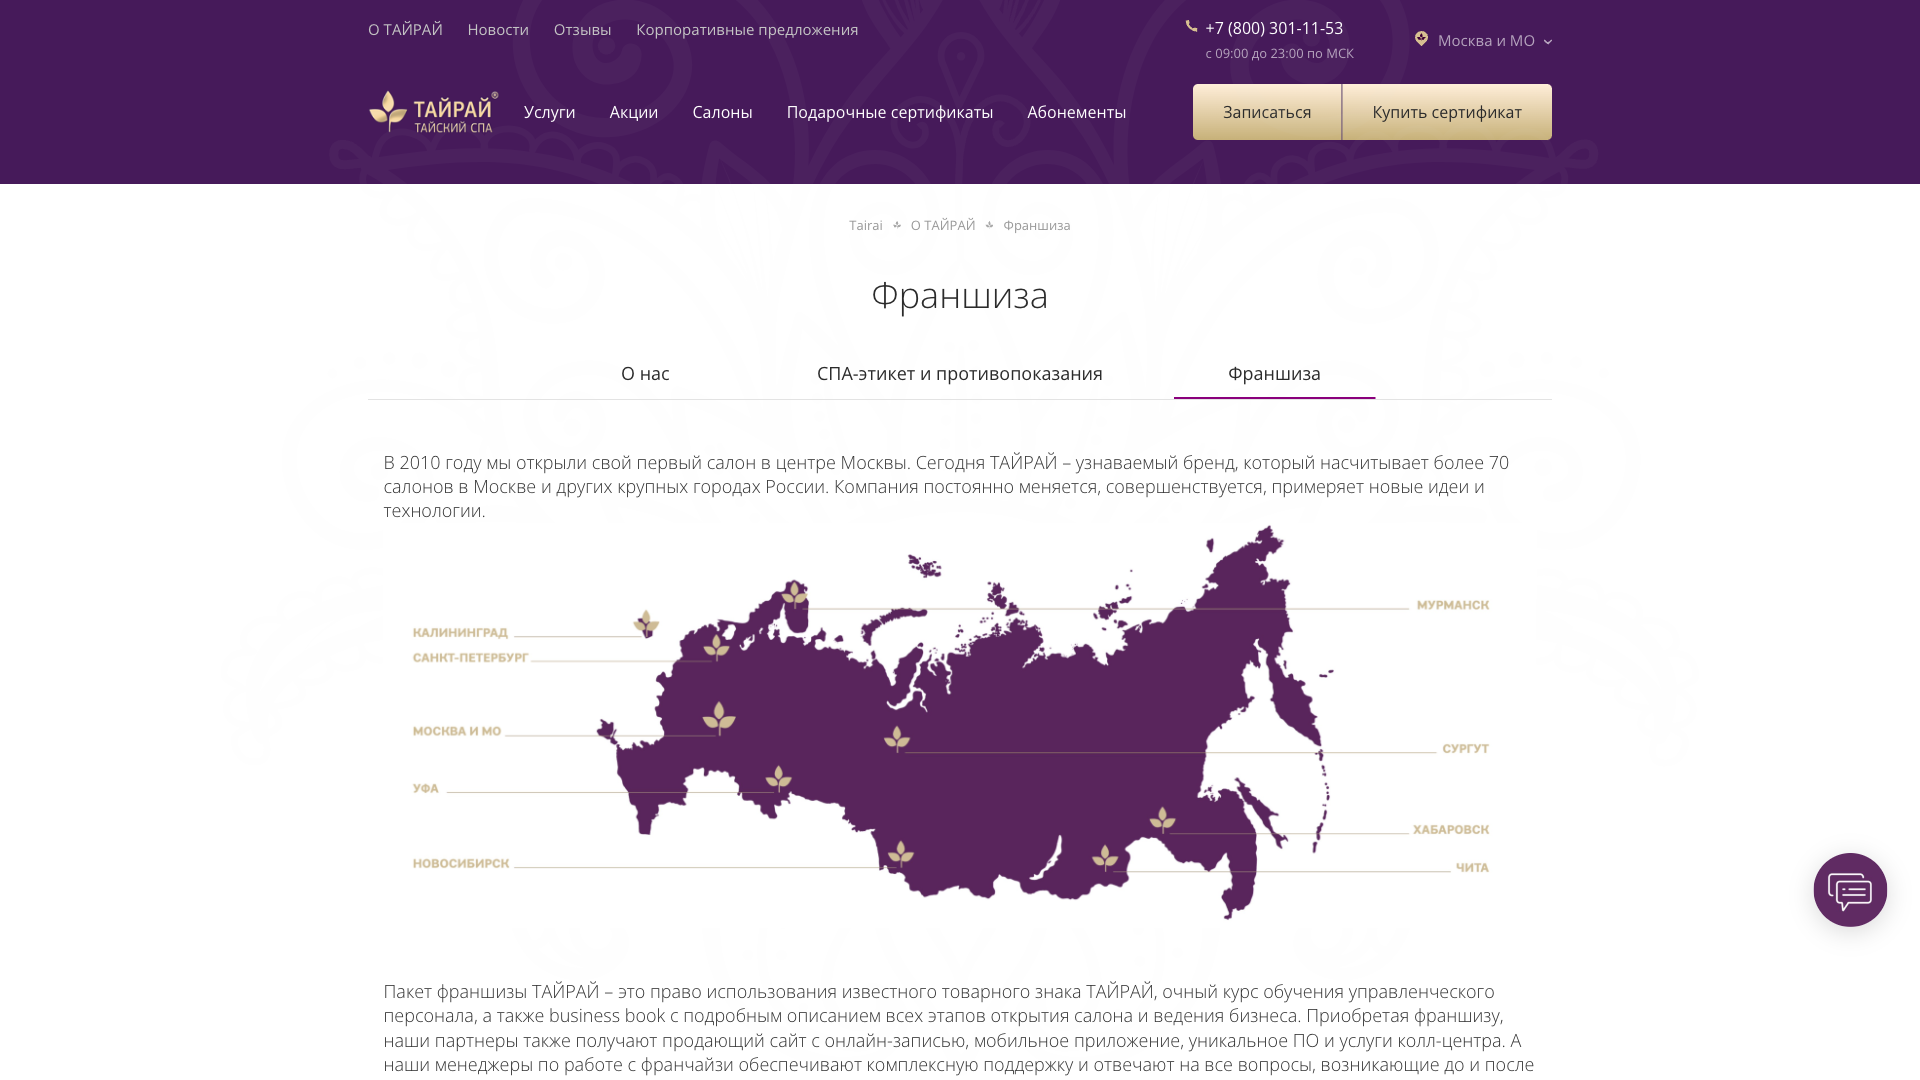 О ТАЙРАЙ Новости Отзывы Корпоративные предложения
+7 (800) 301-11-53
с 09:00 до 23:00 по МСК
Москва и МО
ТАЙРАЙ®
ТАЙСКИЙ СПА
Услуги Акции Салоны Подарочные сертификаты Абонементы
Записаться Купить сертификат
Tairai О ТАЙРАЙ Франшиза
Франшиза
О нас СПА-этикет и противопоказания Франшиза
В 2010 году мы открыли свой первый салон в центре Москвы. Сегодня ТАЙРАЙ – узнаваемый бренд, который насчитывает более 70
салонов в Москве и других крупных городах России. Компания постоянно меняется, совершенствуется, примеряет новые идеи и
технологии.
МУРМАНСК
КАЛИНИНГРАД
САНКТ-ПЕТЕРБУРГ
МОСКВА И МО
СУРГУТ
УФА
ХАБАРОВСК
НОВОСИБИРСК
ЧИТА
Пакет франшизы ТАЙРАЙ – это право использования известного товарного знака ТАЙРАЙ, очный курс обучения управленческого
персонала, а также business book с подробным описанием всех этапов открытия салона и ведения бизнеса. Приобретая франшизу,
наши партнеры также получают продающий сайт с онлайн-записью, мобильное приложение, уникальное ПО и услуги колл-центра. А
наши менеджеры по работе с франчайзи обеспечивают комплексную поддержку и отвечают на все вопросы, возникающие до и после